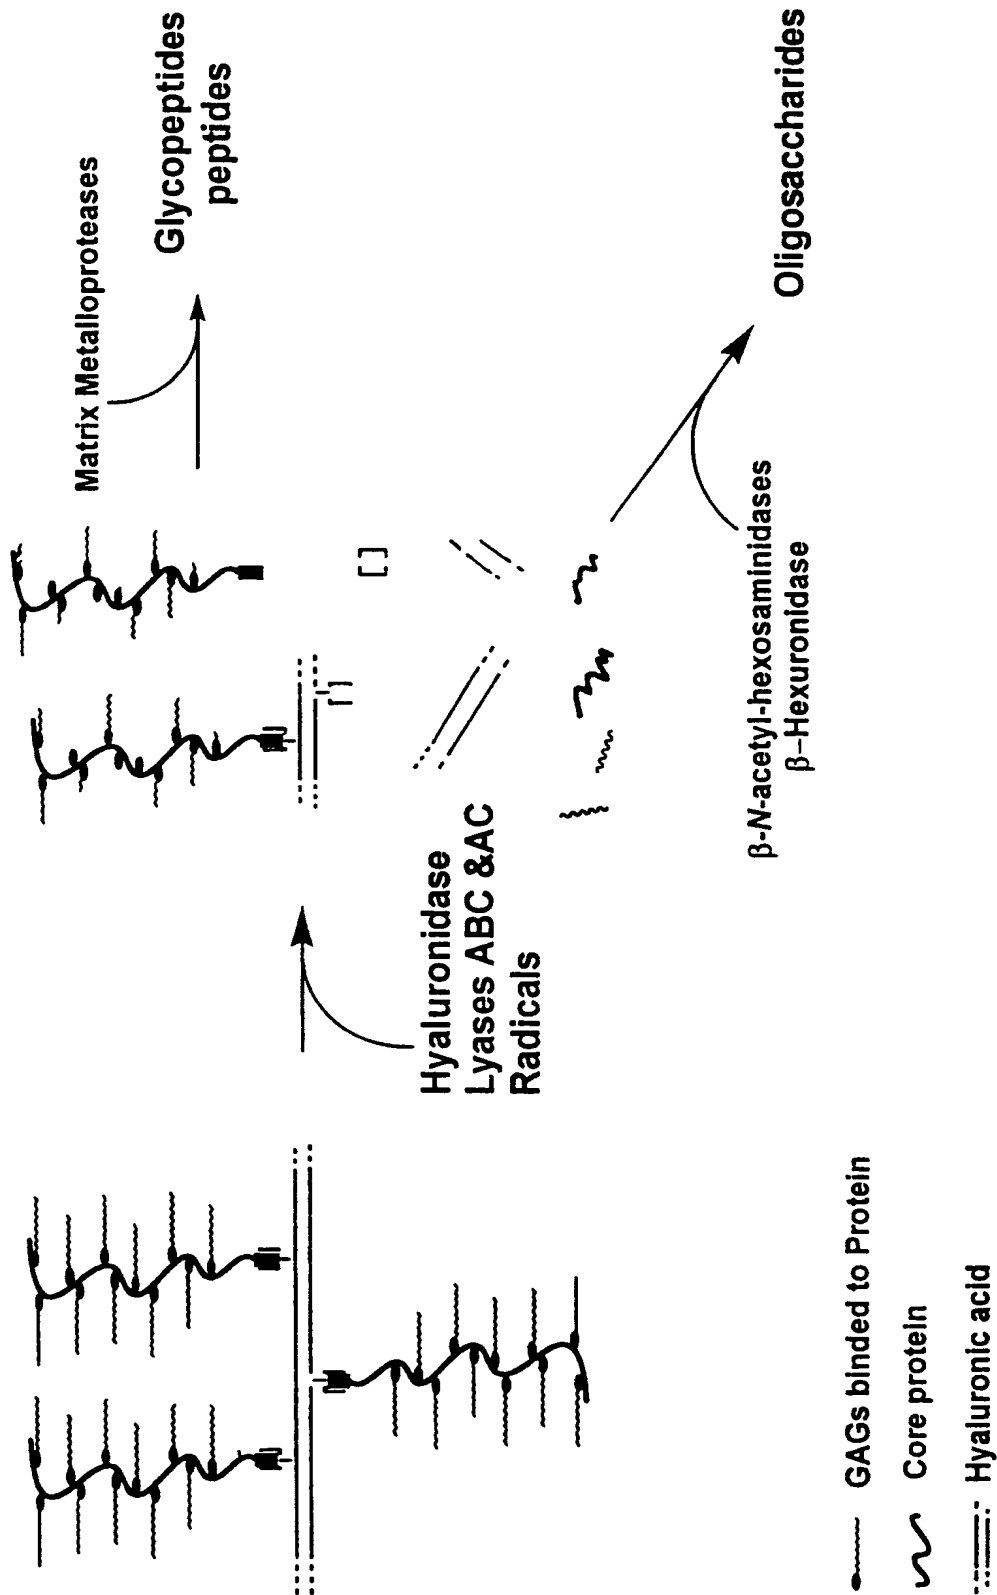 Matrix Metalloproteases
Glycopeptides
peptides
Hyaluronidase
Lyases ABC &AC
Radicals
β-N-acetyl-hexosaminidases
β-Hexuronidase
Oligosaccharides
GAGs binded to Protein
Core protein
Hyaluronic acid